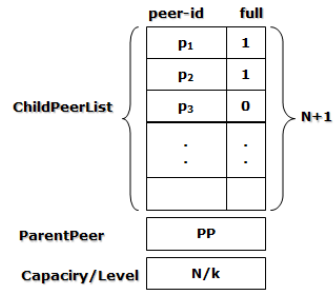 peer-id full
p1 1
p2 1
p3 0
ChildPeerList
N+1
. .
. .
ParentPeer PP
Capaciry/Level N/k